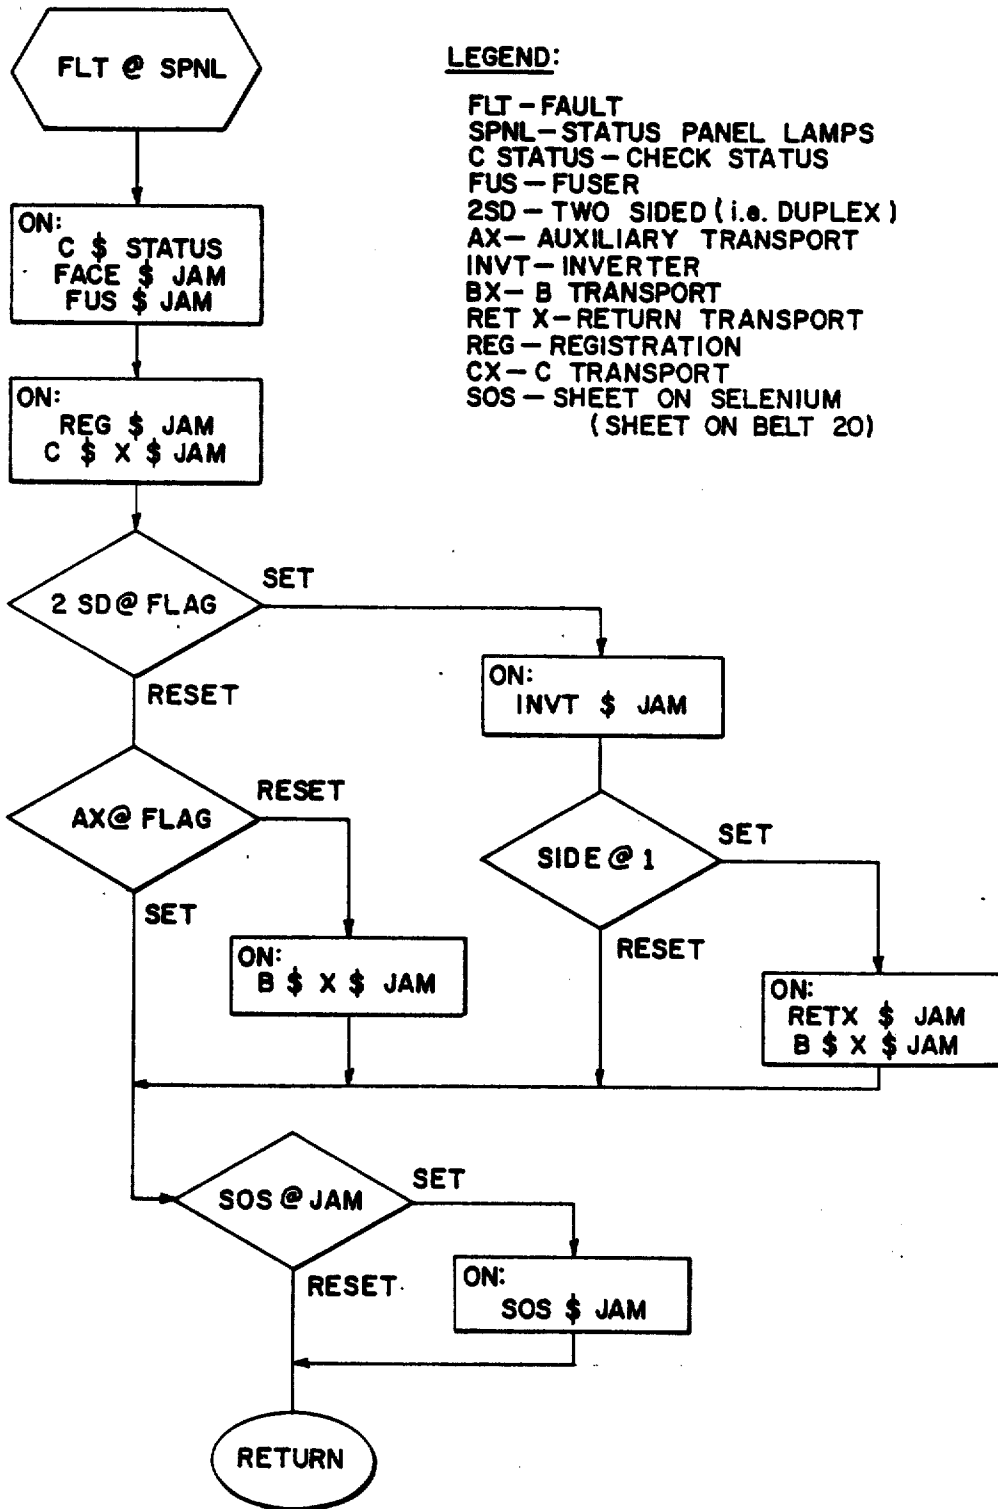 FLT @ SPNL
LEGEND:
FLT - FAULT
SPNL - STATUS PANEL LAMPS
C STATUS - CHECK STATUS
FUS - FUSER
2SD - TWO SIDED (i.e. DUPLEX)
AX - AUXILIARY TRANSPORT
INVT - INVERTER
BX - B TRANSPORT
RET X - RETURN TRANSPORT
REG - REGISTRATION
CX - C TRANSPORT
SOS - SHEET ON SELENIUM
(SHEET ON BELT 20)
ON:
C $ STATUS
FACE $ JAM
FUS $ JAM
ON:
REG $ JAM
C $ X $ JAM
2 SD @ FLAG
SET
RESET
ON:
INVT $ JAM
AX @ FLAG
RESET
SET
SIDE @ 1
SET
RESET
ON:
B $ X $ JAM
ON:
RETX $ JAM
B $ X $ JAM
SOS @ JAM
SET
RESET
ON:
SOS $ JAM
RETURN